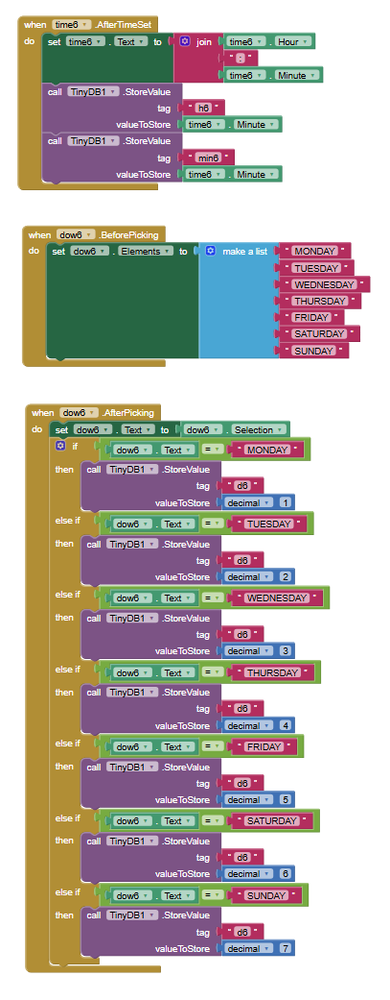 when time6 .AfterTimeSet
do set time6 . Text to join time6 . Hour
" : "
time6 . Minute
call TinyDB1 .StoreValue
tag " h6 "
valueToStore time6 . Minute
call TinyDB1 .StoreValue
tag " min6 "
valueToStore time6 . Minute
when dow6 .BeforePicking
do set dow6 . Elements to make a list " MONDAY "
" TUESDAY "
" WEDNESDAY "
" THURSDAY "
" FRIDAY "
" SATURDAY "
" SUNDAY "
when dow6 .AfterPicking
do set dow6 . Text to dow6 . Selection
if dow6 . Text = " MONDAY "
then call TinyDB1 .StoreValue
tag " d6 "
valueToStore decimal 1
else if dow6 . Text = " TUESDAY "
then call TinyDB1 .StoreValue
tag " d6 "
valueToStore decimal 2
else if dow6 . Text = " WEDNESDAY "
then call TinyDB1 .StoreValue
tag " d6 "
valueToStore decimal 3
else if dow6 . Text = " THURSDAY "
then call TinyDB1 .StoreValue
tag " d6 "
valueToStore decimal 4
else if dow6 . Text = " FRIDAY "
then call TinyDB1 .StoreValue
tag " d6 "
valueToStore decimal 5
else if dow6 . Text = " SATURDAY "
then call TinyDB1 .StoreValue
tag " d6 "
valueToStore decimal 6
else if dow6 . Text = " SUNDAY "
then call TinyDB1 .StoreValue
tag " d6 "
valueToStore decimal 7